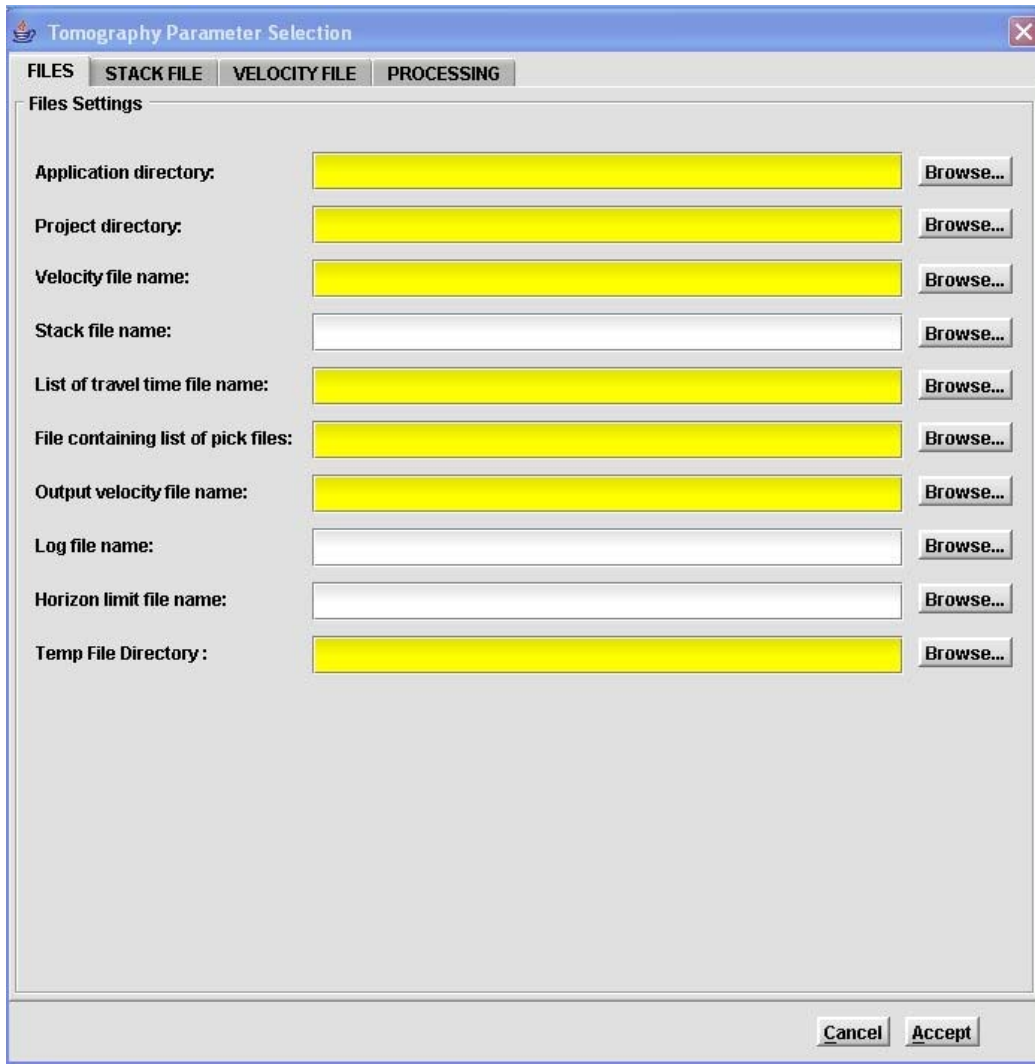 Tomography Parameter Selection
FILES STACK FILE VELOCITY FILE PROCESSING
Files Settings
Application directory: Browse...
Project directory: Browse...
Velocity file name: Browse...
Stack file name: Browse...
List of travel time file name: Browse...
File containing list of pick files: Browse...
Output velocity file name: Browse...
Log file name: Browse...
Horizon limit file name: Browse...
Temp File Directory : Browse...
Cancel Accept